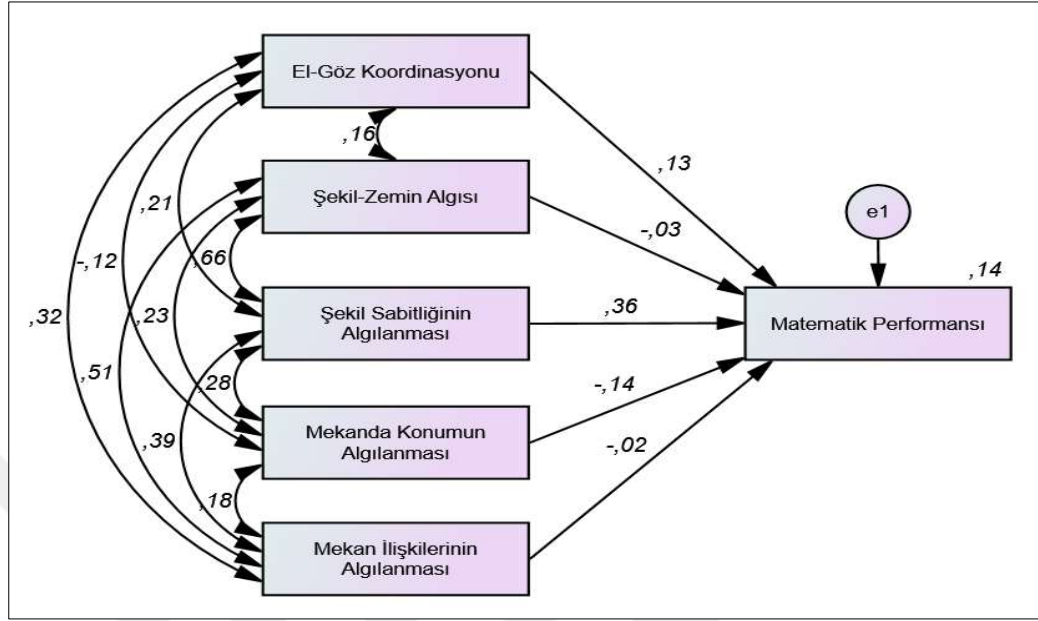 El-Göz Koordinasyonu
,16
,13
Şekil-Zemin Algısı
e1
,21
-,03
-,12
,66
,14
,32
,23
Şekil Sabitliğinin
Algılanması
,36
Matematik Performansı
,51
,28
-,14
,39
Mekanda Konumun
Algılanması
-,02
,18
Mekan İlişkilerinin
Algılanması